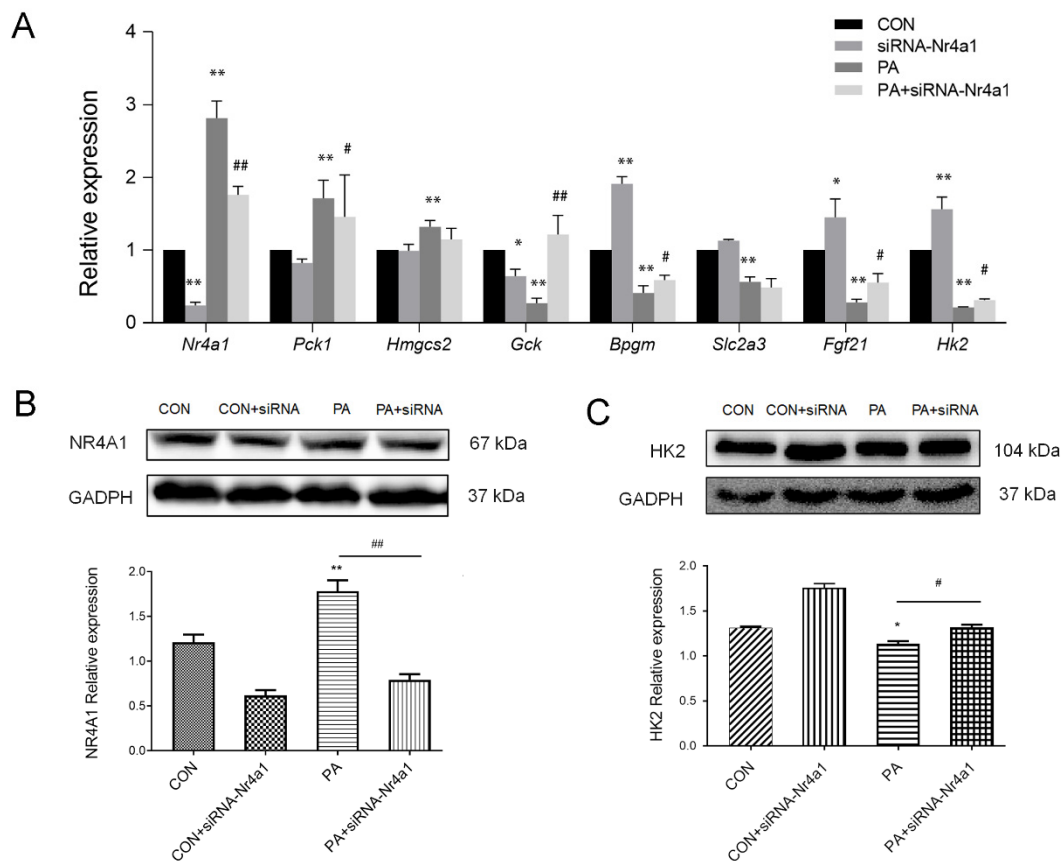 A
CON
siRNA-Nr4a1
PA
PA+siRNA-Nr4a1
Relative expression
4
3
2
1
0
** ** ## ** # ** * ** ## ** ** # ** * ** # ** ** #
Nr4a1 Pck1 Hmgcs2 Gck Bpgm Slc2a3 Fgf21 Hk2
B
CON CON+siRNA PA PA+siRNA
NR4A1 67 kDa
GADPH 37 kDa
NR4A1 Relative expression
2.0
1.5
1.0
0.5
0.0
** ##
CON CON+siRNA-Nr4a1 PA PA+siRNA-Nr4a1
C
CON CON+siRNA PA PA+siRNA
HK2 104 kDa
GADPH 37 kDa
HK2 Relative expression
2.0
1.5
1.0
0.5
0.0
* #
CON CON+siRNA-Nr4a1 PA PA+siRNA-Nr4a1